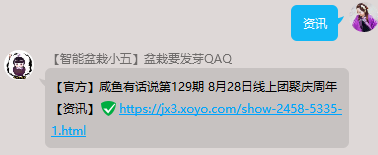 资讯
【智能盆栽小五】盆栽要发芽QAQ
【官方】咸鱼有话说第129期 8月28日线上团聚庆周年
【资讯】https://jx3.xoyo.com/show-2458-5335-
1.html